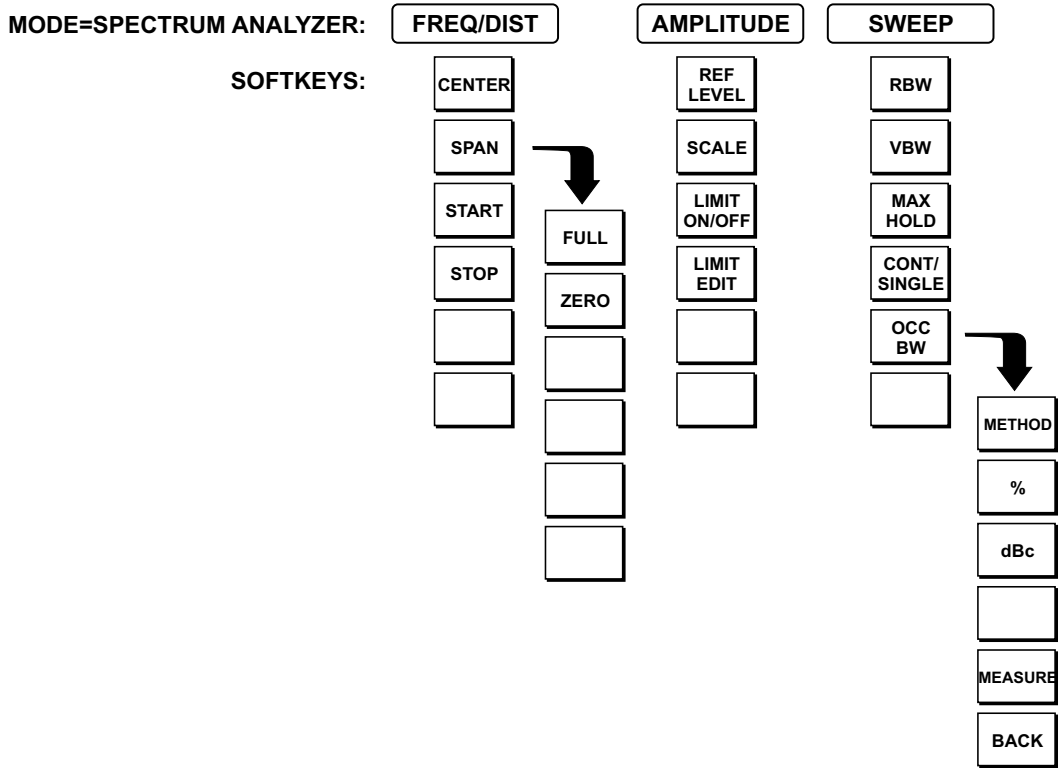 MODE=SPECTRUM ANALYZER:
FREQ/DIST
AMPLITUDE
SWEEP
SOFTKEYS:
CENTER
SPAN
START
STOP
FULL
ZERO
REF
LEVEL
SCALE
LIMIT
ON/OFF
LIMIT
EDIT
RBW
VBW
MAX
HOLD
CONT/
SINGLE
OCC
BW
METHOD
%
dBc
MEASURE
BACK